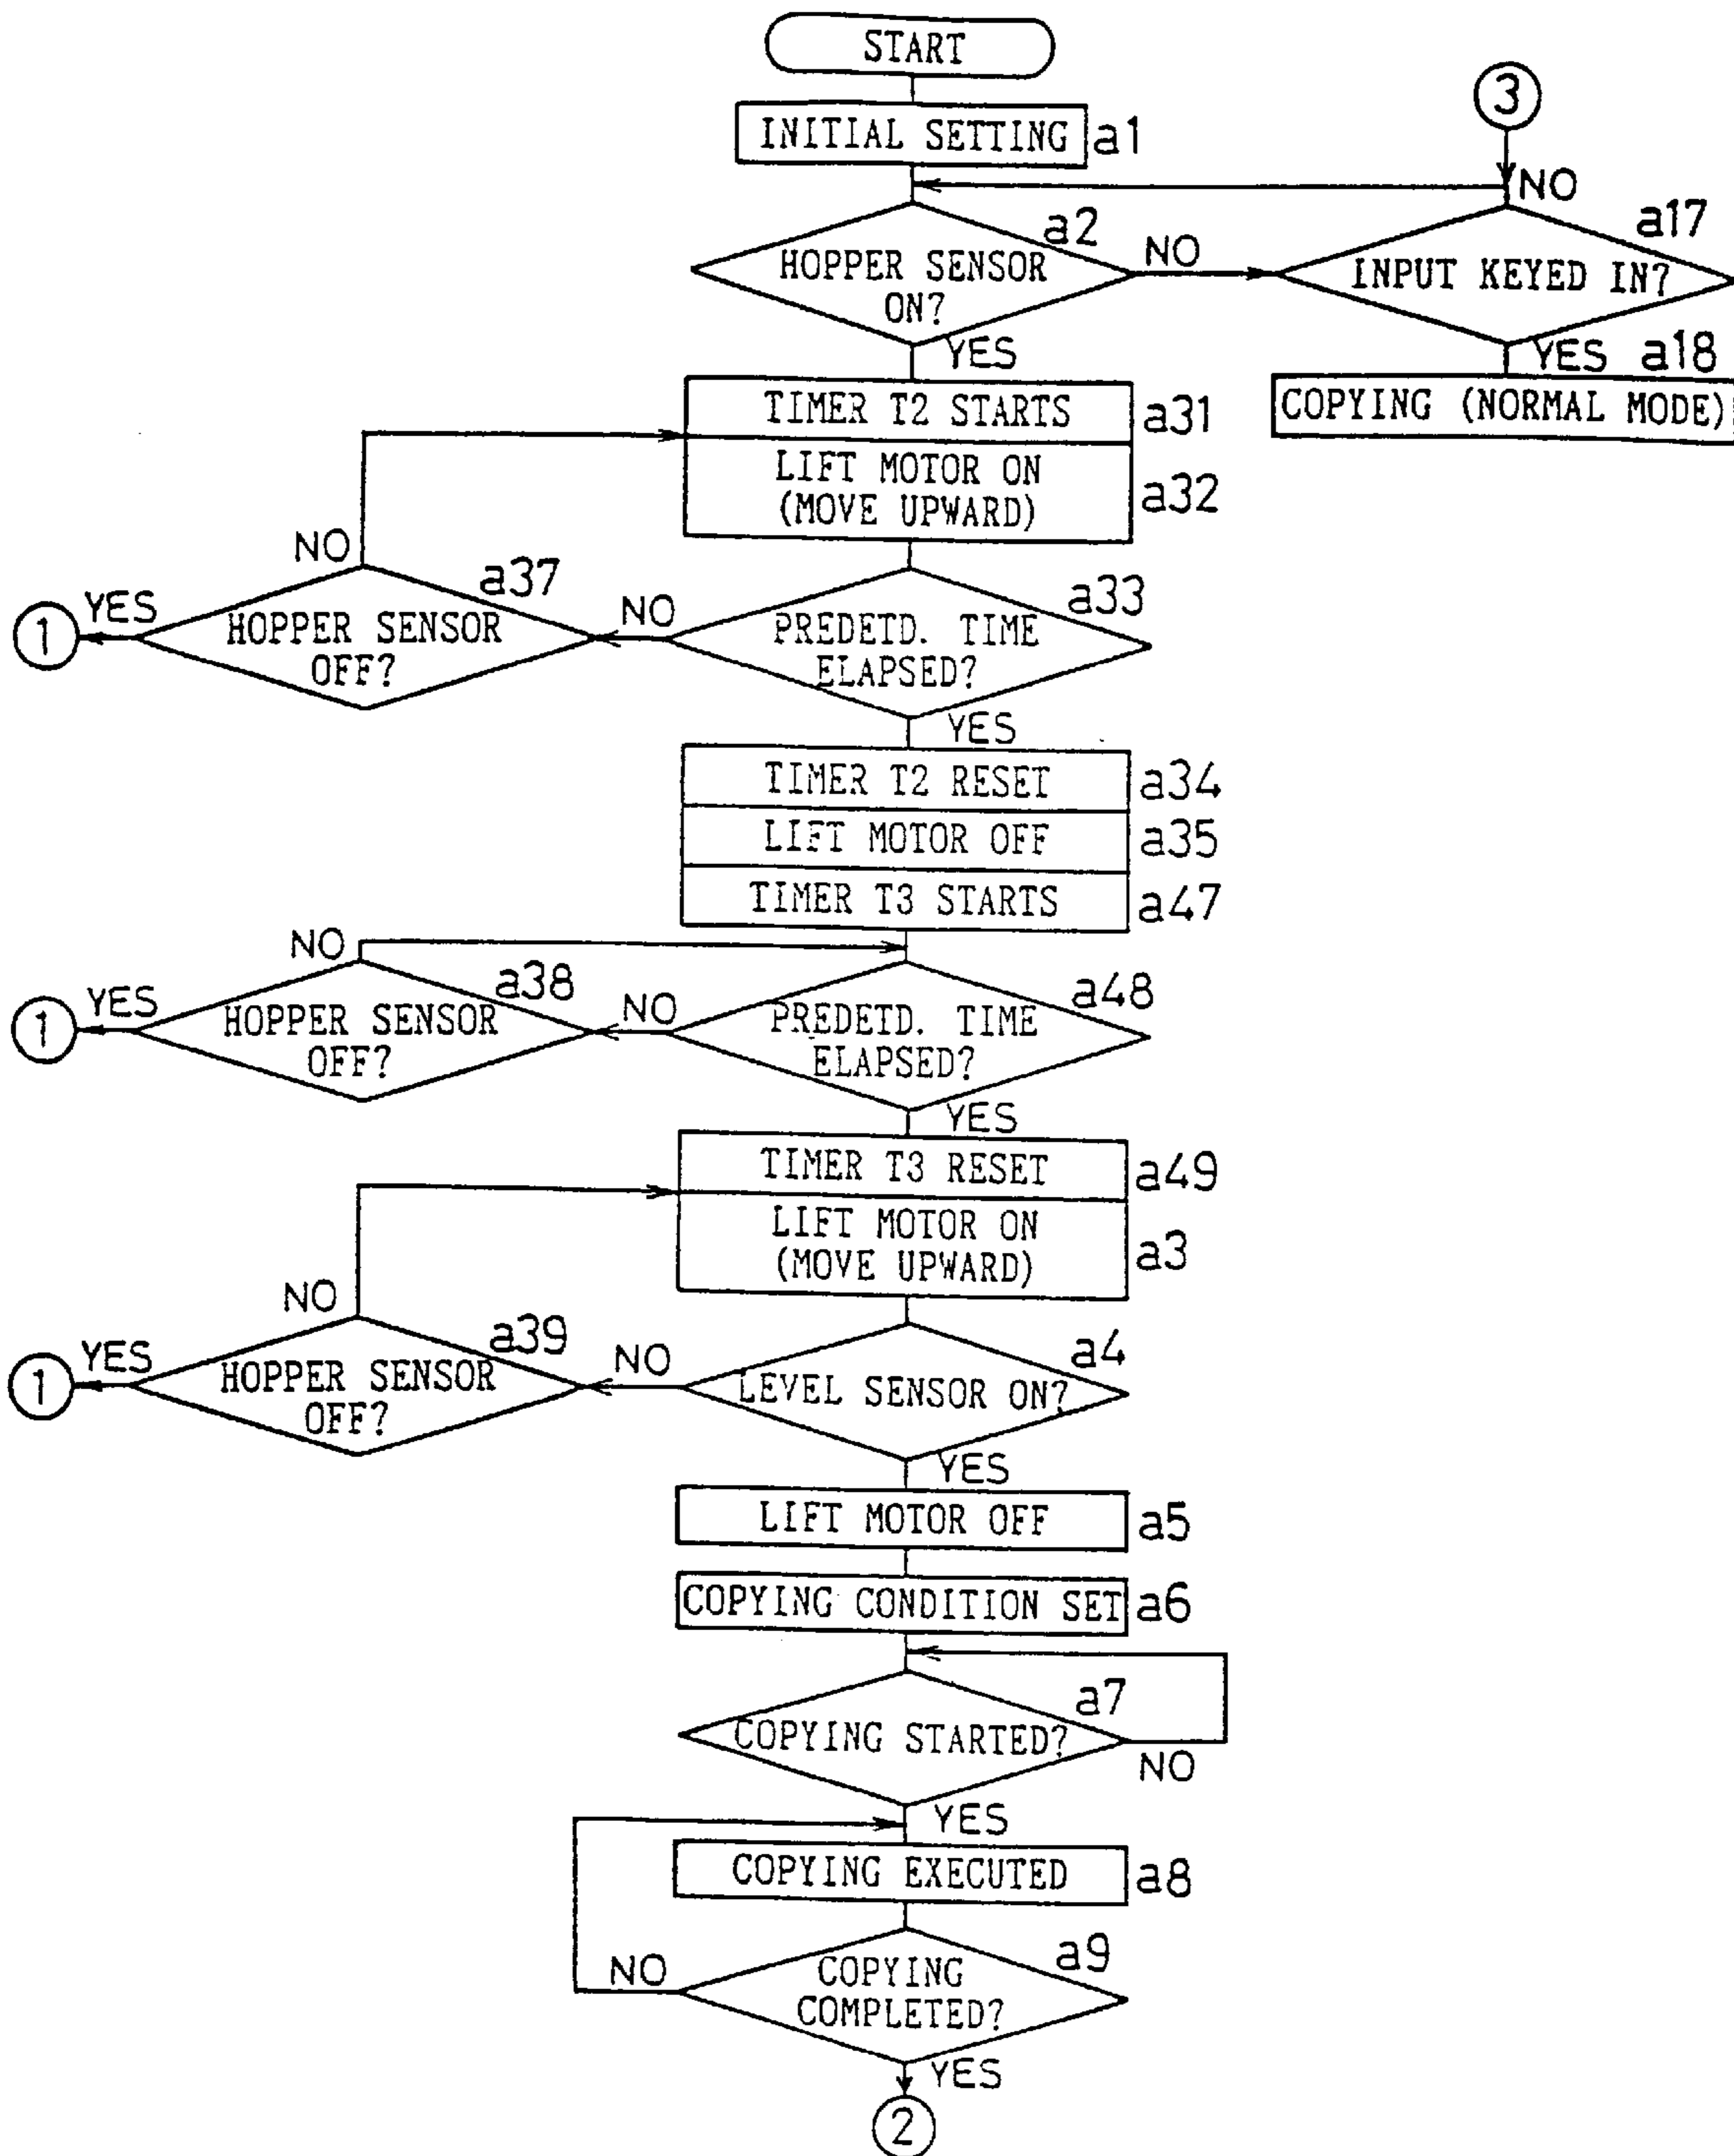 START
3
INITIAL SETTING
a1
NO
a2
a17
HOPPER SENSOR
ON?
NO
INPUT KEYED IN?
YES
YES
a18
TIMER T2 STARTS
a31
COPYING (NORMAL MODE)
LIFT MOTOR ON
(MOVE UPWARD)
a32
NO
a37
a33
1
YES
HOPPER SENSOR
OFF?
NO
PREDETD. TIME
ELAPSED?
YES
TIMER T2 RESET
a34
LIFT MOTOR OFF
a35
TIMER T3 STARTS
a47
NO
a38
a48
1
YES
HOPPER SENSOR
OFF?
NO
PREDETD. TIME
ELAPSED?
YES
TIMER T3 RESET
a49
LIFT MOTOR ON
(MOVE UPWARD)
a3
NO
a39
a4
1
YES
HOPPER SENSOR
OFF?
NO
LEVEL SENSOR ON?
YES
LIFT MOTOR OFF
a5
COPYING CONDITION SET
a6
a7
COPYING STARTED?
NO
YES
COPYING EXECUTED
a8
a9
NO
COPYING
COMPLETED?
YES
2